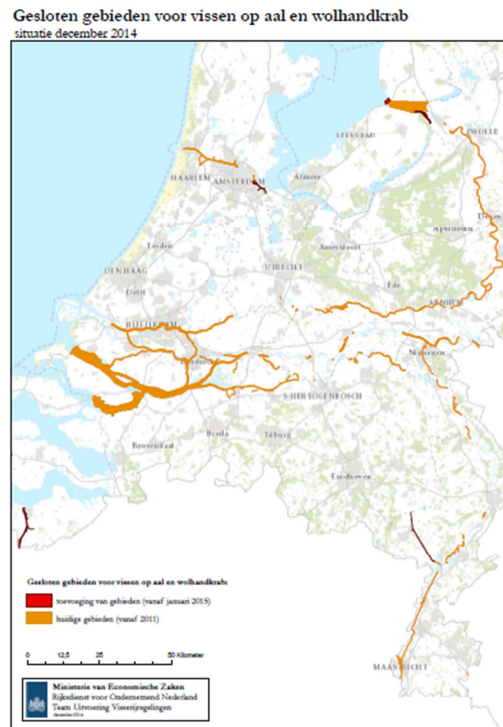 Gesloten gebieden voor vissen op aal en wolhandkrab
situatie december 2014
ZWOLLE
LELYSTAD
HAARLEM
AMSTERDAM
Almere
Apeldoorn
Leiden
Amersfoort
DEN HAAG
UTRECHT
Ede
Delft
ARNHEM
ROTTERDAM
Nijmegen
'S-HERTOGENBOSCH
Breda
Tilburg
Roosendaal
Eindhoven
MAASTRICHT
Gesloten gebieden voor vissen op aal en wolhandkrab:
toevoeging van gebieden (vanaf januari 2015)
huidige gebieden (vanaf 2011)
0 12,5 25 50 Kilometer
Ministerie van Economische Zaken
Rijksdienst voor Ondernemend Nederland
Team Uitvoering Visserijregelingen
december 2014